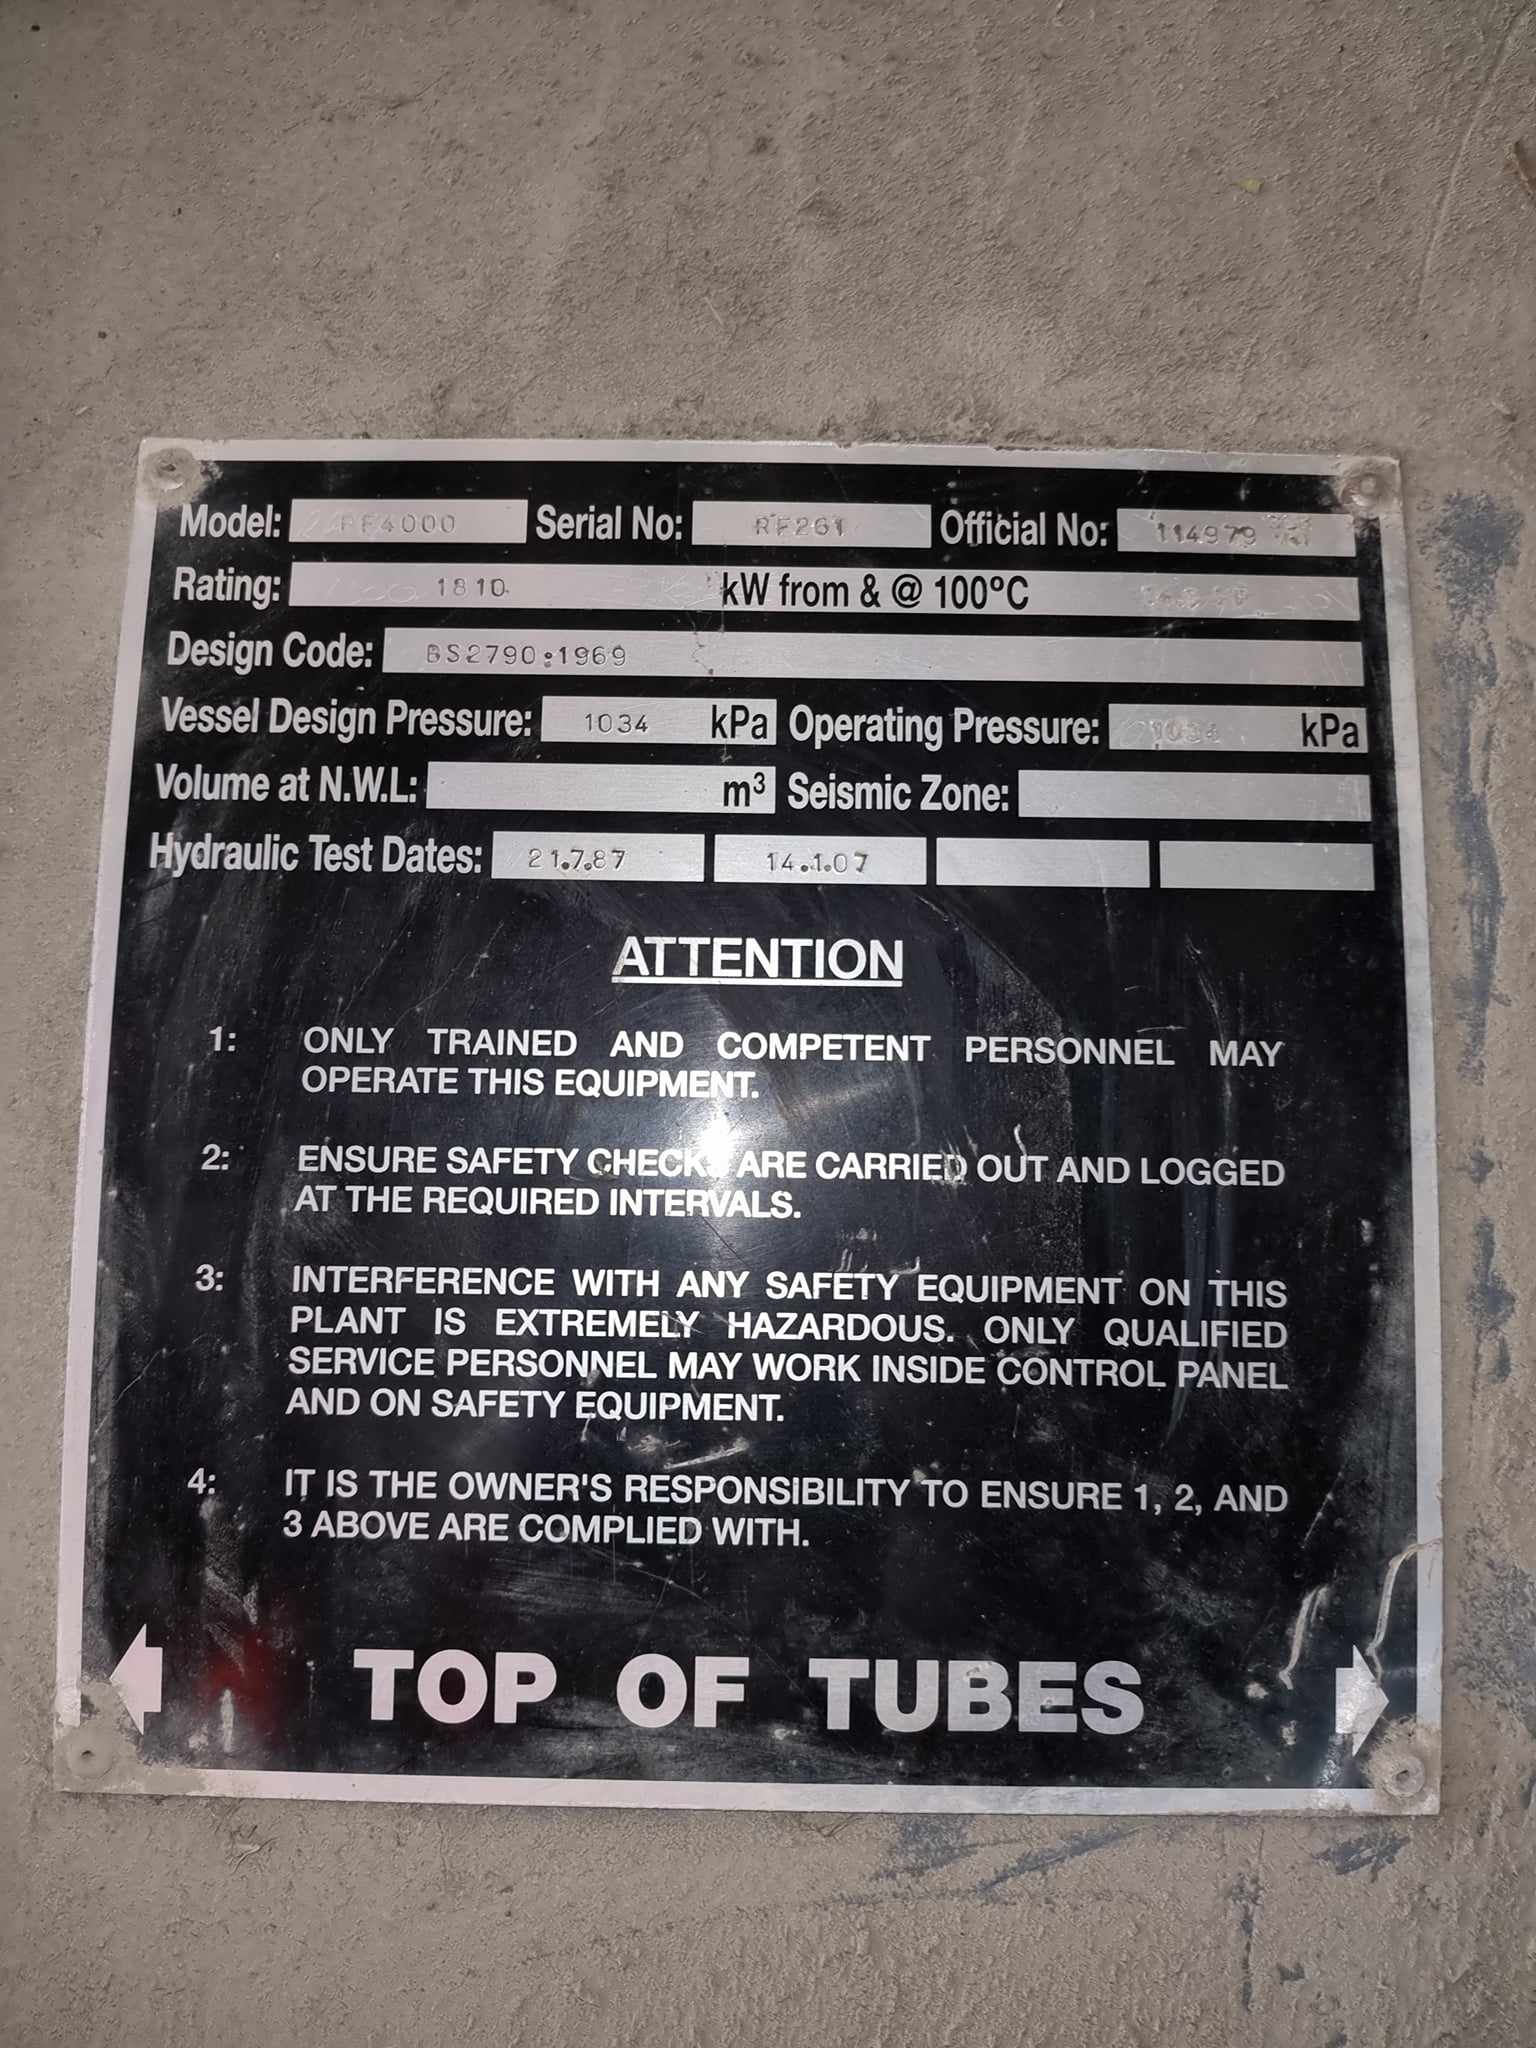 Model: PF4000 Serial No: RF261 Official No: 114979
Rating: 1810 kW from & @ 100°C
Design Code: BS2790:1969
Vessel Design Pressure: 1034 kPa Operating Pressure: 1034 kPa
Volume at N.W.L: m³ Seismic Zone:
Hydraulic Test Dates: 21.7.87 14.1.07
ATTENTION
1: ONLY TRAINED AND COMPETENT PERSONNEL MAY
OPERATE THIS EQUIPMENT.
2: ENSURE SAFETY CHECKS ARE CARRIED OUT AND LOGGED
AT THE REQUIRED INTERVALS.
3: INTERFERENCE WITH ANY SAFETY EQUIPMENT ON THIS
PLANT IS EXTREMELY HAZARDOUS. ONLY QUALIFIED
SERVICE PERSONNEL MAY WORK INSIDE CONTROL PANEL
AND ON SAFETY EQUIPMENT.
4: IT IS THE OWNER'S RESPONSIBILITY TO ENSURE 1, 2, AND
3 ABOVE ARE COMPLIED WITH.
TOP OF TUBES